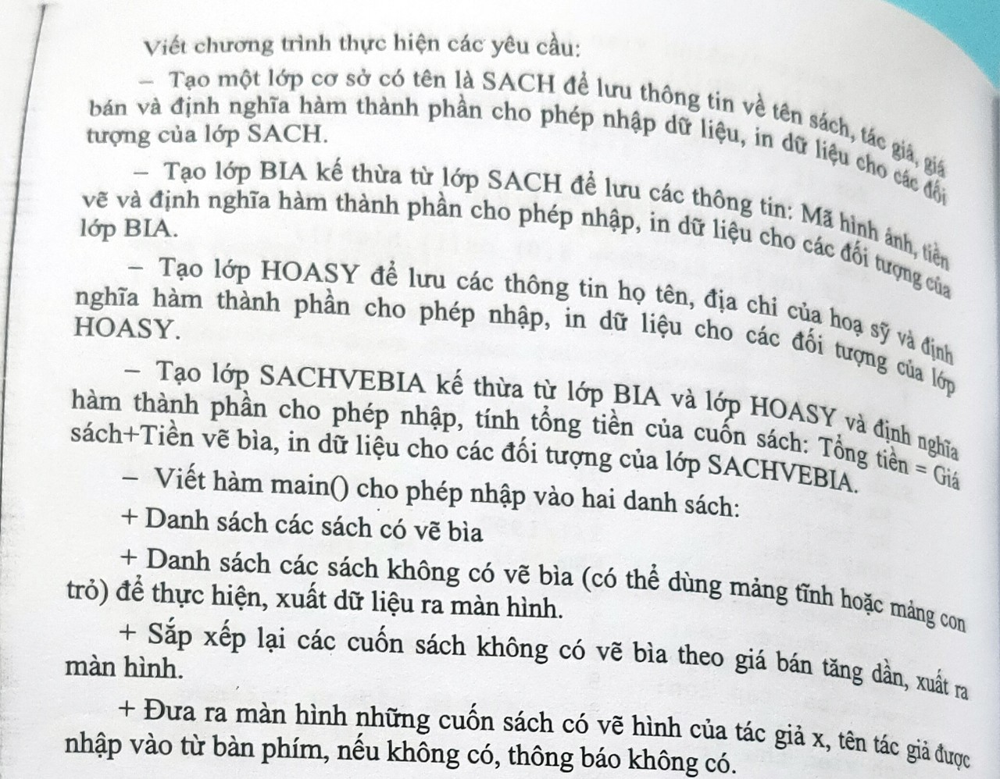 Viết chương trình thực hiện các yêu cầu:
– Tạo một lớp cơ sở có tên là SACH để lưu thông tin về tên sách, tác giả, giá
bán và định nghĩa hàm thành phần cho phép nhập dữ liệu, in dữ liệu cho các đối
tượng của lớp SACH.
– Tạo lớp BIA kế thừa từ lớp SACH để lưu các thông tin: Mã hình ảnh, tiền
vẽ và định nghĩa hàm thành phần cho phép nhập, in dữ liệu cho các đối tượng của
lớp BIA.
– Tạo lớp HOASY để lưu các thông tin họ tên, địa chỉ của hoạ sỹ và định
nghĩa hàm thành phần cho phép nhập, in dữ liệu cho các đối tượng của lớp
HOASY.
– Tạo lớp SACHVEBIA kế thừa từ lớp BIA và lớp HOASY và định nghĩa
hàm thành phần cho phép nhập, tính tổng tiền của cuốn sách: Tổng tiền = Giá
sách+Tiền vẽ bìa, in dữ liệu cho các đối tượng của lớp SACHVEBIA.
– Viết hàm main() cho phép nhập vào hai danh sách:
+ Danh sách các sách có vẽ bìa
+ Danh sách các sách không có vẽ bìa (có thể dùng mảng tĩnh hoặc mảng con
trỏ) để thực hiện, xuất dữ liệu ra màn hình.
+ Sắp xếp lại các cuốn sách không có vẽ bìa theo giá bán tăng dần, xuất ra
màn hình.
+ Đưa ra màn hình những cuốn sách có vẽ hình của tác giả x, tên tác giả được
nhập vào từ bàn phím, nếu không có, thông báo không có.